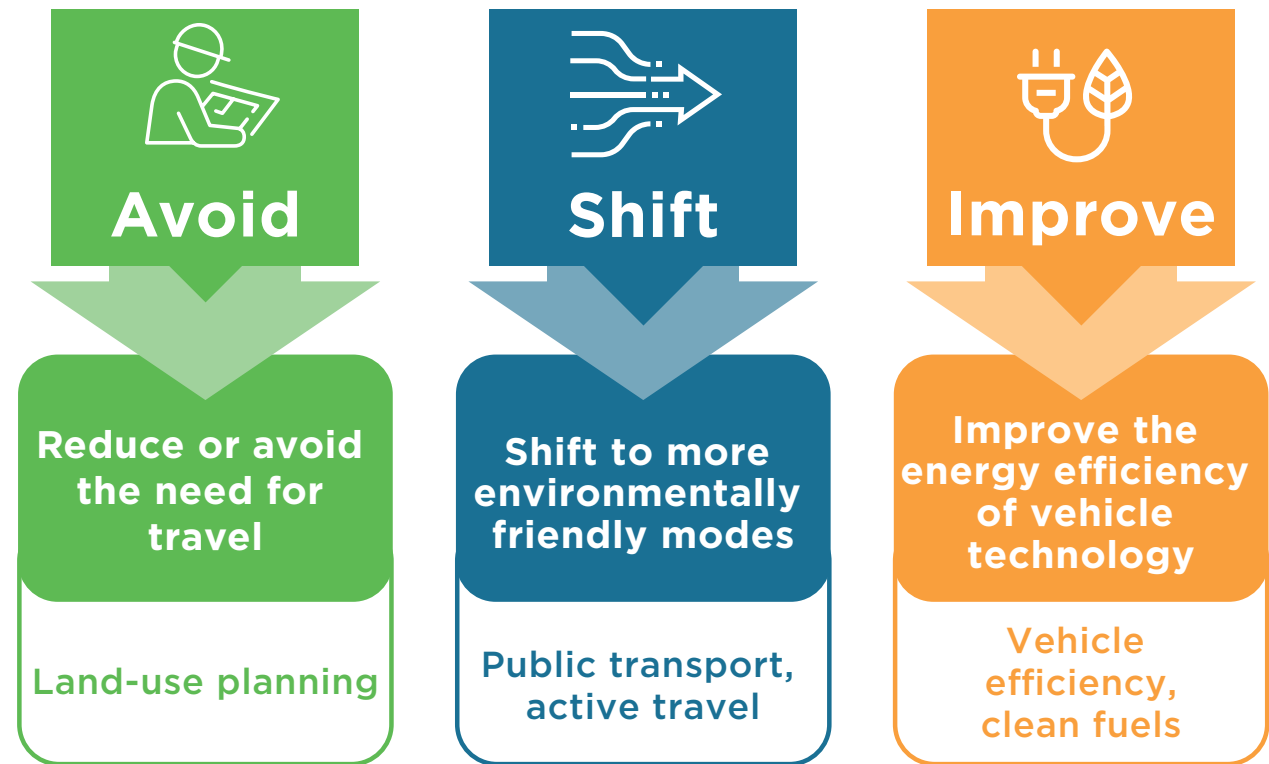 Avoid
Reduce or avoid
the need for
travel
Land-use planning
Shift
Shift to more
environmentally
friendly modes
Public transport,
active travel
Improve
Improve the
energy efficiency
of vehicle
technology
Vehicle
efficiency,
clean fuels